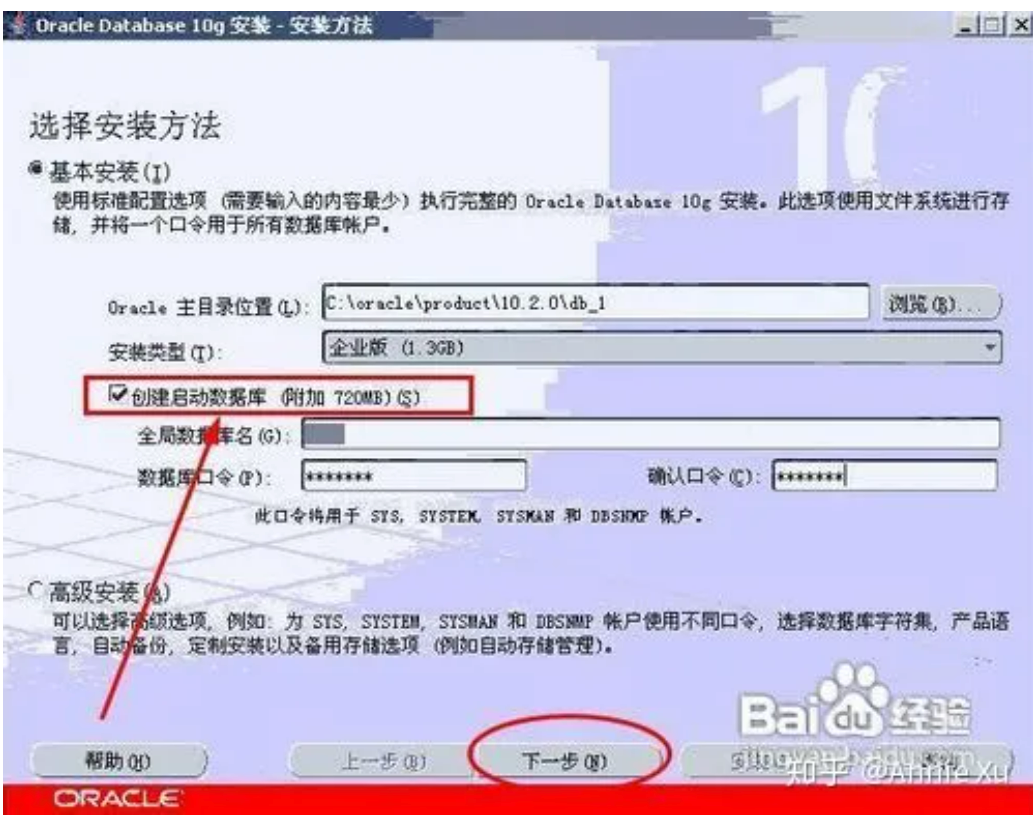 Oracle Database 10g 安装 - 安装方法
10
选择安装方法
基本安装(I)
使用标准配置选项 (需要输入的内容最少) 执行完整的 Oracle Database 10g 安装。此选项使用文件系统进行存
储, 并将一个口令用于所有数据库帐户。
Oracle 主目录位置(L): C:\oracle\product\10.2.0\db_1 浏览(R)...
安装类型(T): 企业版 (1.3GB)
创建启动数据库 (附加 720MB)(S)
全局数据库名(G):
数据库口令(P): ******* 确认口令(C): *******
此口令将用于 SYS, SYSTEM, SYSMAN 和 DBSNMP 帐户。
高级安装(A)
可以选择高级选项, 例如: 为 SYS, SYSTEM, SYSMAN 和 DBSNMP 帐户使用不同口令, 选择数据库字符集, 产品语
言, 自动备份, 定制安装以及备用存储选项 (例如自动存储管理)。
Baidu 经验
帮助(H) 上一步(B) 下一步(N)
知乎 @Annie Xu
ORACLE